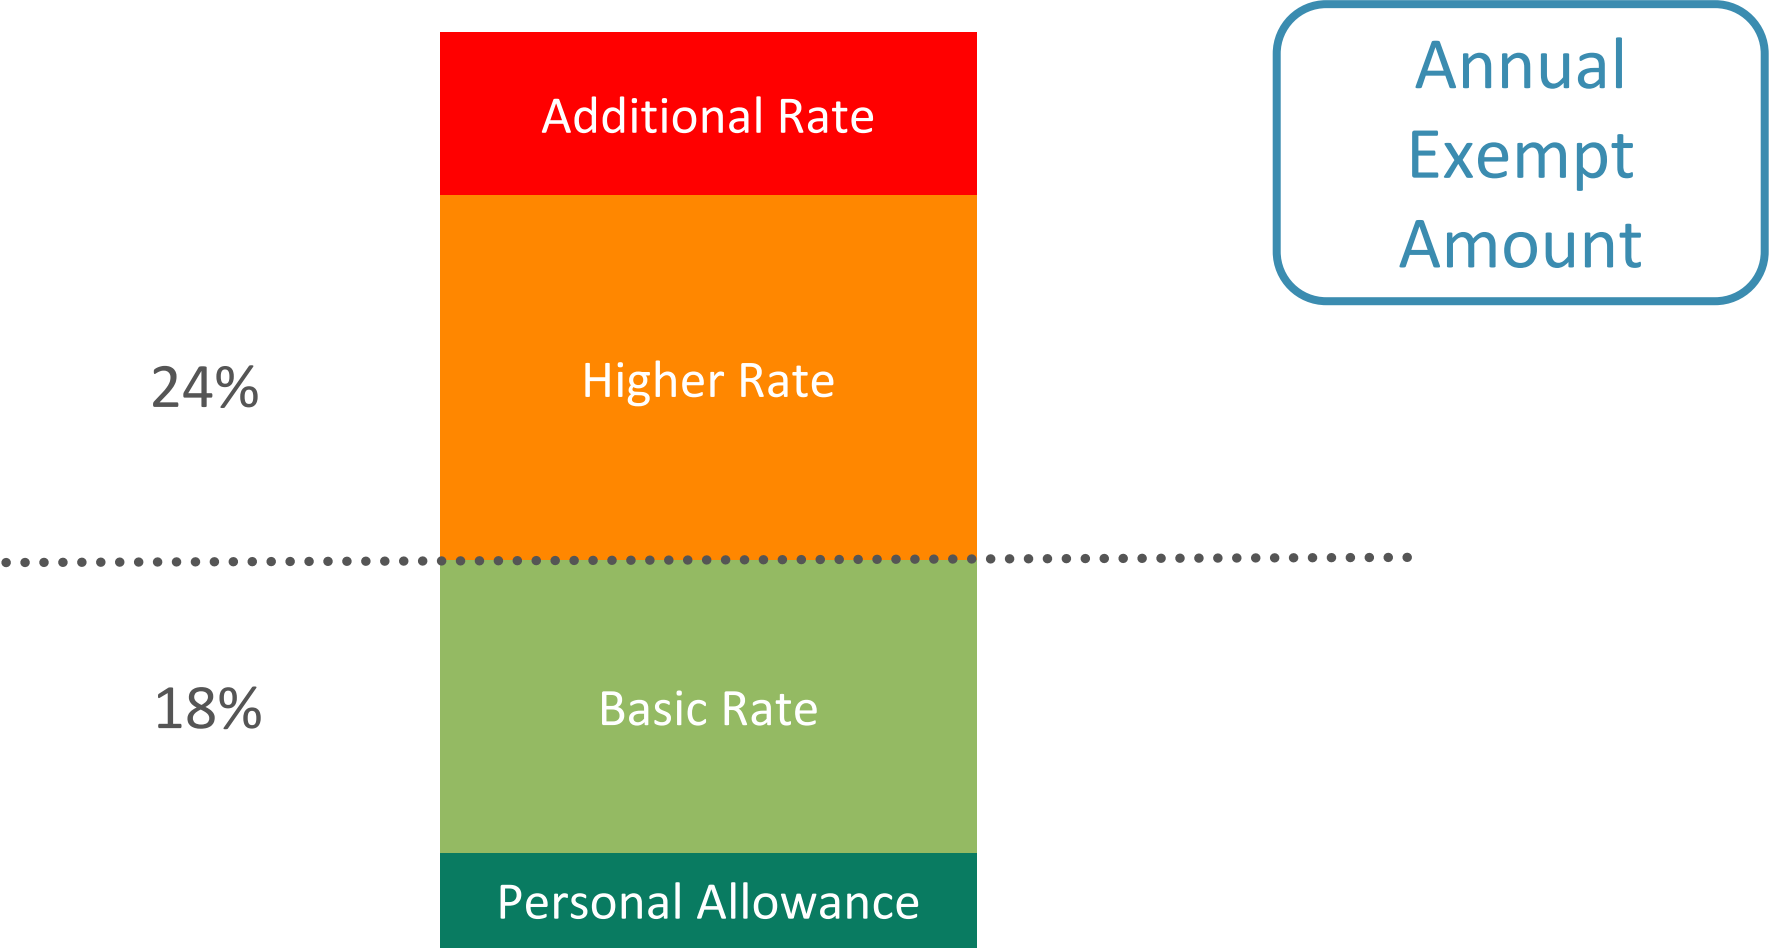 Annual
Exempt
Amount
Additional Rate
24%
Higher Rate
18%
Basic Rate
Personal Allowance